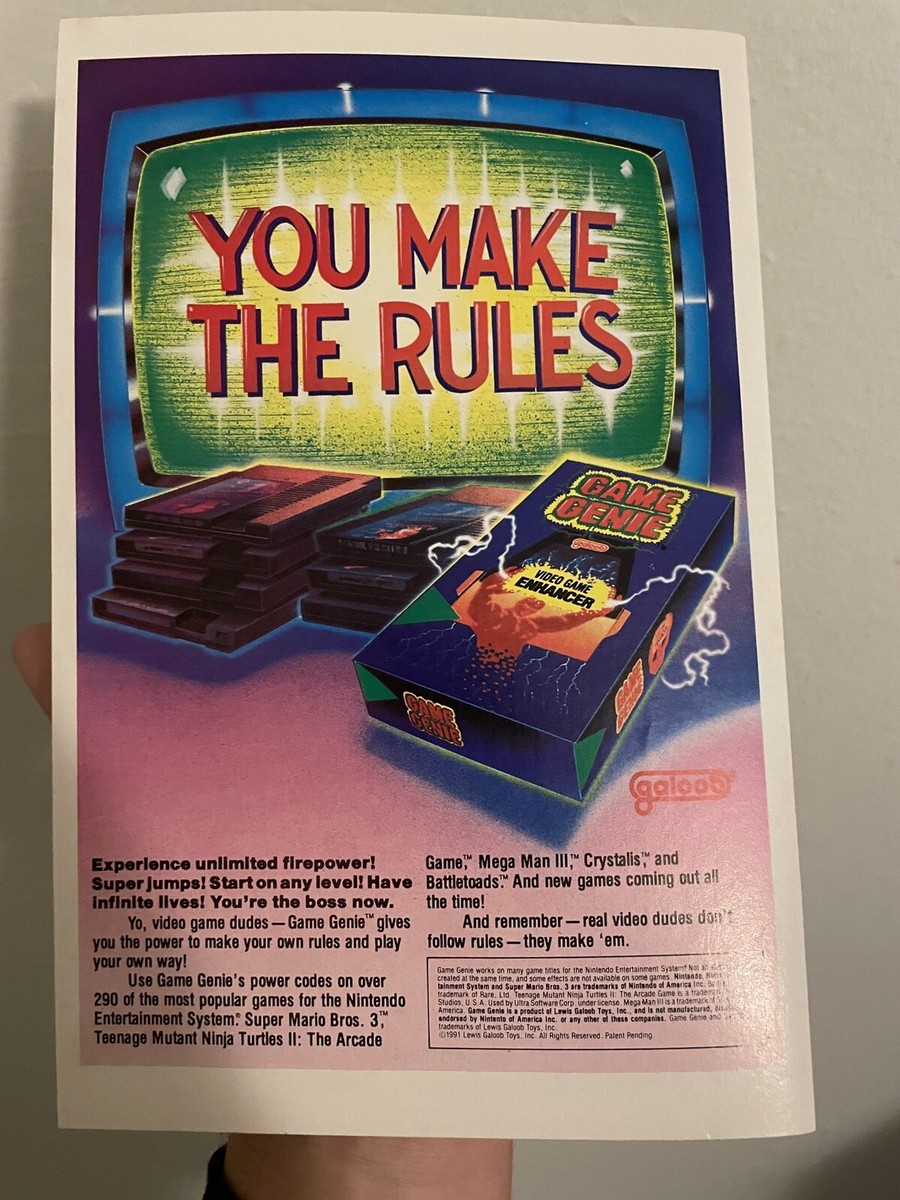 YOU MAKE
THE RULES
GAME
GENIE
galoob
VIDEO GAME
ENHANCER
GAME
GENIE
GAME
GENIE
galoob
Experience unlimited firepower!
Super jumps! Start on any level! Have
infinite lives! You're the boss now.
Yo, video game dudes — Game Genie™ gives
you the power to make your own rules and play
your own way!
Use Game Genie's power codes on over
290 of the most popular games for the Nintendo
Entertainment System.® Super Mario Bros. 3,™
Teenage Mutant Ninja Turtles II: The Arcade
Game,™ Mega Man III,™ Crystalis,™ and
Battletoads.™ And new games coming out all
the time!
And remember — real video dudes don't
follow rules — they make 'em.
Game Genie works on many game titles for the Nintendo Entertainment System.® Not all
created at the same time, and some effects are not available on some games. Nintendo,
tainment System and Super Mario Bros. 3 are trademarks of Nintendo of America Inc.
trademark of Rare, Ltd. Teenage Mutant Ninja Turtles II: The Arcade Game is a trademark
Studios, U.S.A. Used by Ultra Software Corp. under license. Mega Man III is a trademark of
America. Game Genie is a product of Lewis Galoob Toys, Inc., and is not manufactured,
endorsed by Nintento of America Inc. or any other of these companies. Game Genie and
trademarks of Lewis Galoob Toys, Inc.
©1991 Lewis Galoob Toys, Inc. All Rights Reserved. Patent Pending.